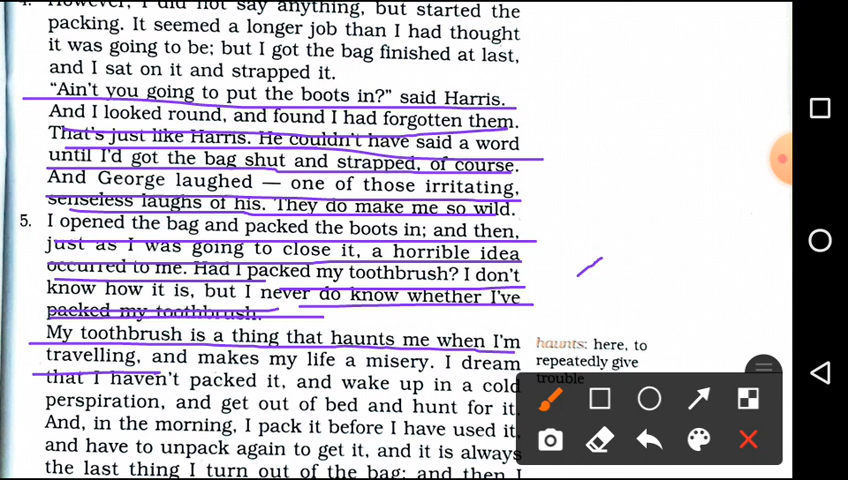 4. However, I did not say anything, but started the
packing. It seemed a longer job than I had thought
it was going to be; but I got the bag finished at last,
and I sat on it and strapped it.
“Ain't you going to put the boots in?” said Harris.
And I looked round, and found I had forgotten them.
That's just like Harris. He couldn't have said a word
until I'd got the bag shut and strapped, of course.
And George laughed — one of those irritating,
senseless laughs of his. They do make me so wild.
5. I opened the bag and packed the boots in; and then,
just as I was going to close it, a horrible idea
occurred to me. Had I packed my toothbrush? I don't
know how it is, but I never do know whether I've
packed my toothbrush.
My toothbrush is a thing that haunts me when I'm
travelling, and makes my life a misery. I dream
that I haven't packed it, and wake up in a cold
perspiration, and get out of bed and hunt for it.
And, in the morning, I pack it before I have used it,
and have to unpack again to get it, and it is always
the last thing I turn out of the bag; and then I
haunts: here, to
repeatedly give
trouble